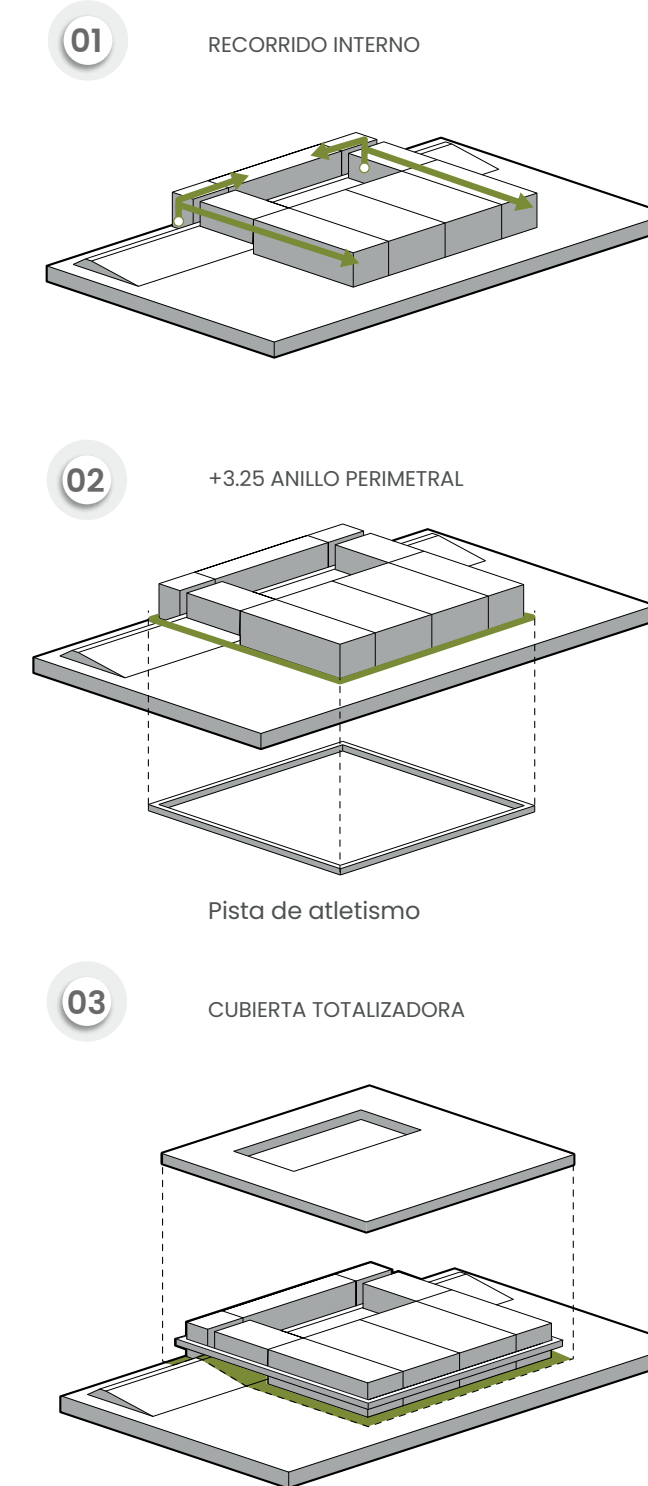 01
RECORRIDO INTERNO
02
+3.25 ANILLO PERIMETRAL
Pista de atletismo
03
CUBIERTA TOTALIZADORA